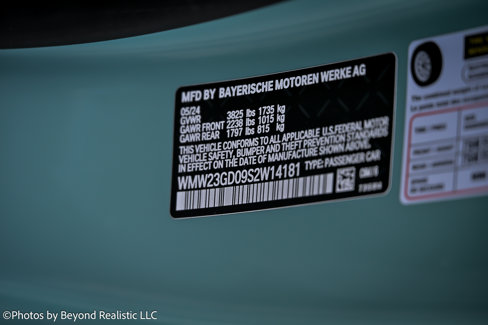 MFD BY BAYERISCHE MOTOREN WERKE AG
05/24
GVWR 3825 lbs 1735 kg
GAWR FRONT 2238 lbs 1015 kg
GAWR REAR 1797 lbs 815 kg
THIS VEHICLE CONFORMS TO ALL APPLICABLE U.S. FEDERAL MOTOR
VEHICLE SAFETY, BUMPER AND THEFT PREVENTION STANDARDS
IN EFFECT ON THE DATE OF MANUFACTURE SHOWN ABOVE.
WMW23GD09S2W14181 TYPE: PASSENGER CAR
©Photos by Beyond Realistic LLC